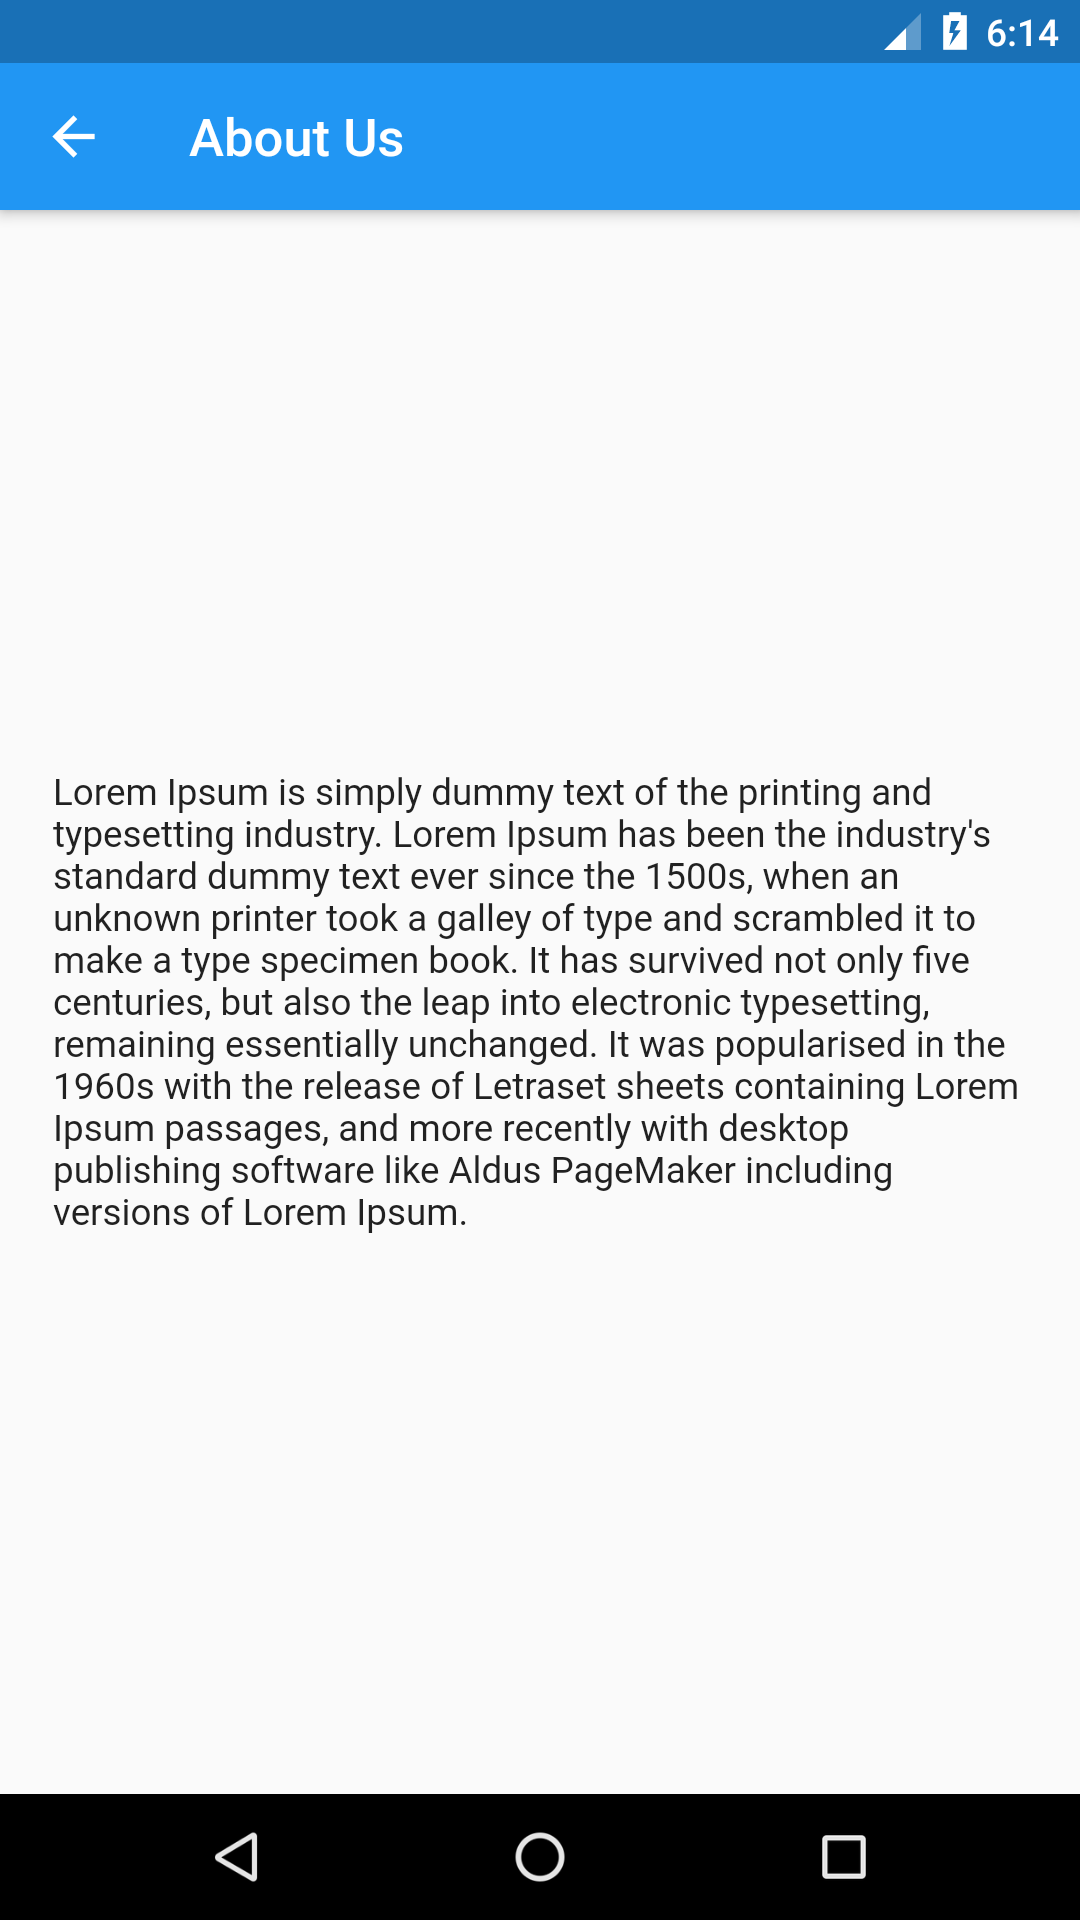 6:14
About Us
Lorem Ipsum is simply dummy text of the printing and
typesetting industry. Lorem Ipsum has been the industry's
standard dummy text ever since the 1500s, when an
unknown printer took a galley of type and scrambled it to
make a type specimen book. It has survived not only five
centuries, but also the leap into electronic typesetting,
remaining essentially unchanged. It was popularised in the
1960s with the release of Letraset sheets containing Lorem
Ipsum passages, and more recently with desktop
publishing software like Aldus PageMaker including
versions of Lorem Ipsum.